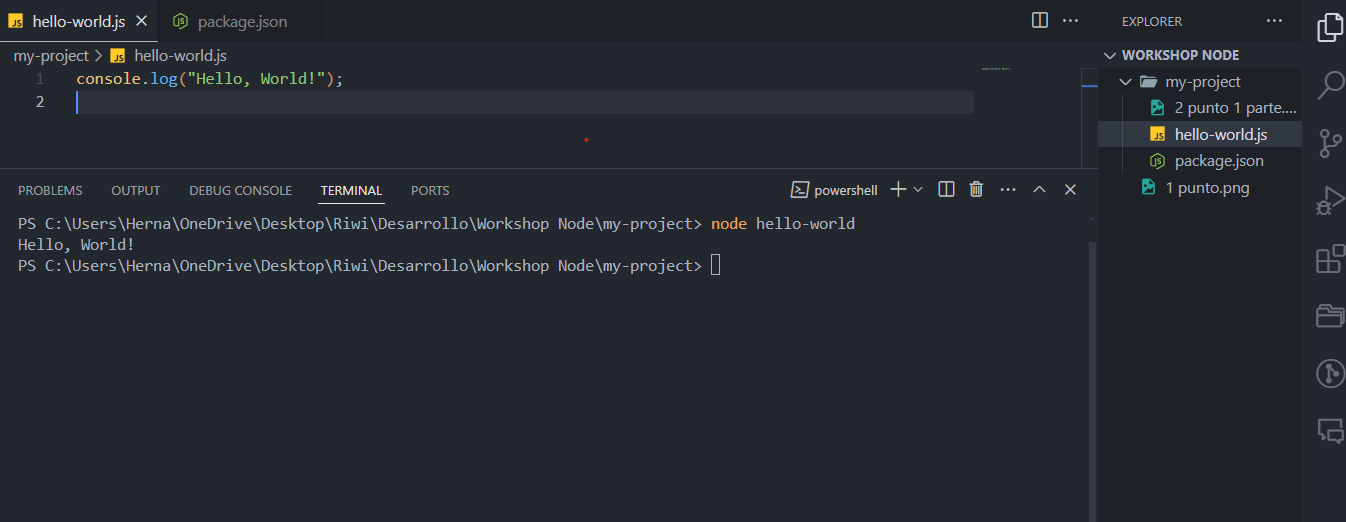 hello-world.js
package.json
my-project > hello-world.js
1 console.log("Hello, World!");
2
PROBLEMS OUTPUT DEBUG CONSOLE TERMINAL PORTS
powershell
PS C:\Users\Herna\OneDrive\Desktop\Riwi\Desarrollo\Workshop Node\my-project> node hello-world
Hello, World!
PS C:\Users\Herna\OneDrive\Desktop\Riwi\Desarrollo\Workshop Node\my-project>
EXPLORER
WORKSHOP NODE
my-project
2 punto 1 parte....
JS hello-world.js
package.json
1 punto.png